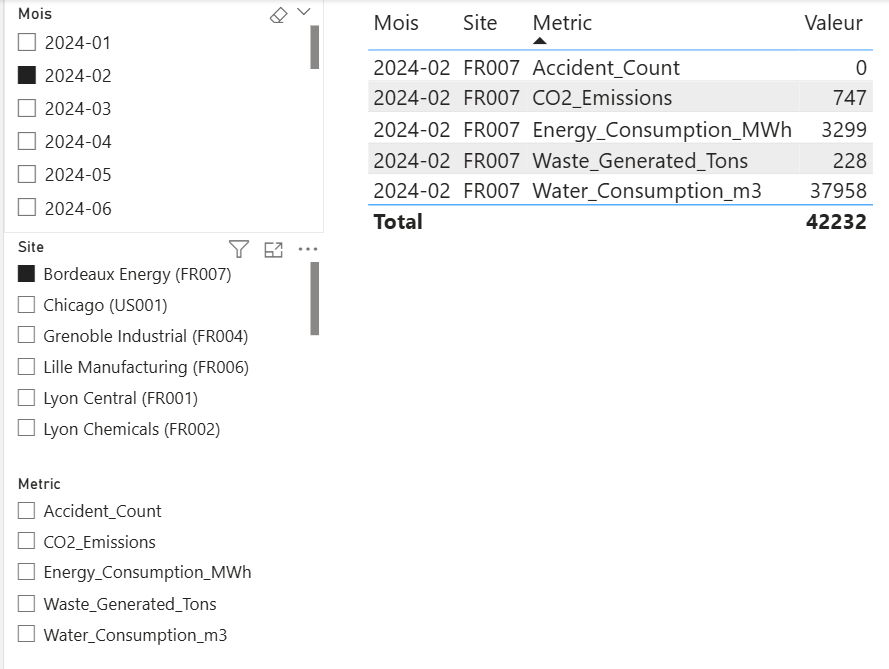 Mois
2024-01
2024-02
2024-03
2024-04
2024-05
2024-06
Site
Bordeaux Energy (FR007)
Chicago (US001)
Grenoble Industrial (FR004)
Lille Manufacturing (FR006)
Lyon Central (FR001)
Lyon Chemicals (FR002)
Metric
Accident_Count
CO2_Emissions
Energy_Consumption_MWh
Waste_Generated_Tons
Water_Consumption_m3
Mois Site Metric Valeur
2024-02 FR007 Accident_Count 0
2024-02 FR007 CO2_Emissions 747
2024-02 FR007 Energy_Consumption_MWh 3299
2024-02 FR007 Waste_Generated_Tons 228
2024-02 FR007 Water_Consumption_m3 37958
Total 42232